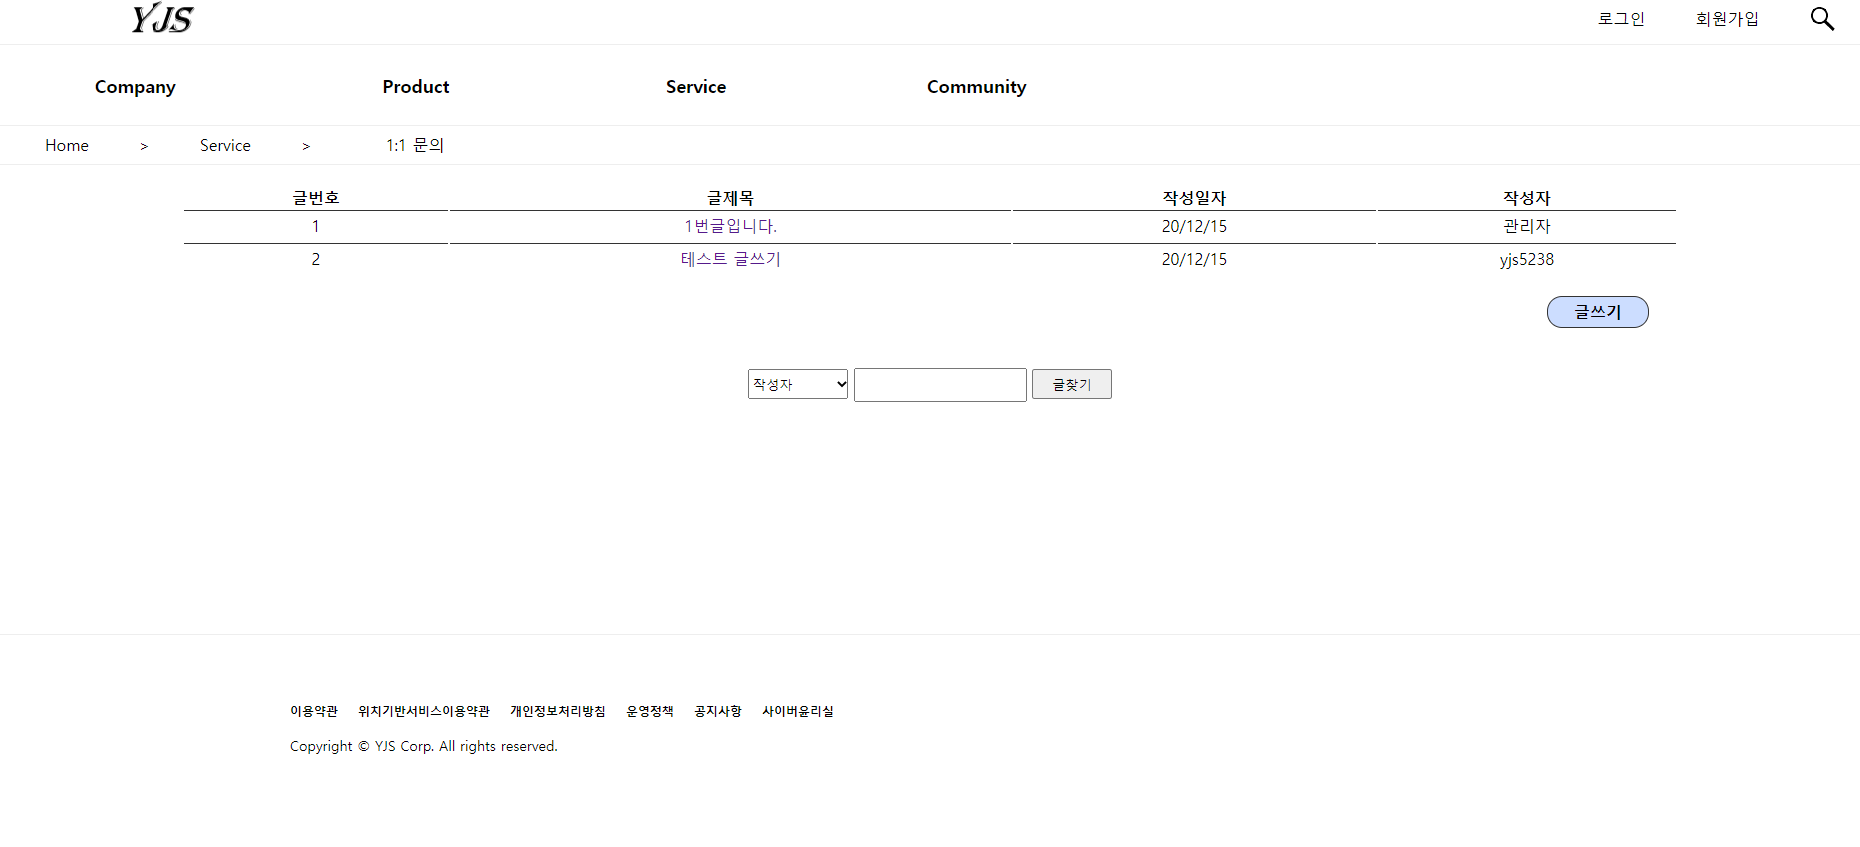 YJS 로그인 회원가입
Company Product Service Community
Home > Service > 1:1 문의
글번호 글제목 작성일자 작성자
1 1번글입니다. 20/12/15 관리자
2 테스트 글쓰기 20/12/15 yjs5238
글쓰기
작성자 글찾기
이용약관 위치기반서비스이용약관 개인정보처리방침 운영정책 공지사항 사이버윤리실
Copyright © YJS Corp. All rights reserved.